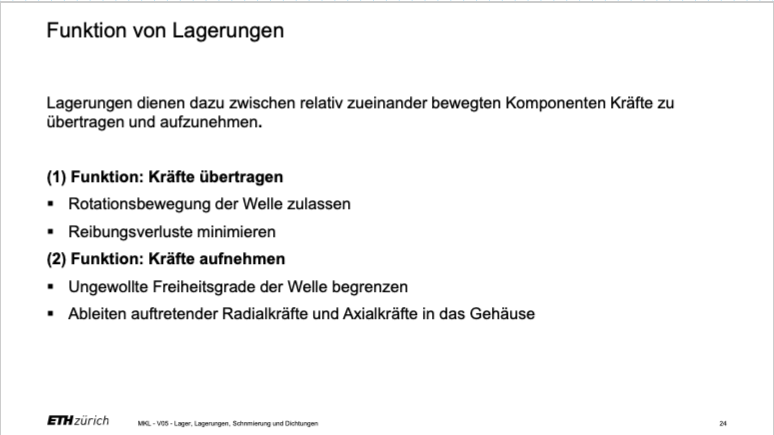 Funktion von Lagerungen
Lagerungen dienen dazu zwischen relativ zueinander bewegten Komponenten Kräfte zu
übertragen und aufzunehmen.
(1) Funktion: Kräfte übertragen
▪ Rotationsbewegung der Welle zulassen
▪ Reibungsverluste minimieren
(2) Funktion: Kräfte aufnehmen
▪ Ungewollte Freiheitsgrade der Welle begrenzen
▪ Ableiten auftretender Radialkräfte und Axialkräfte in das Gehäuse
ETH zürich MKL - V05 - Lager, Lagerungen, Schnmierung und Dichtungen 24